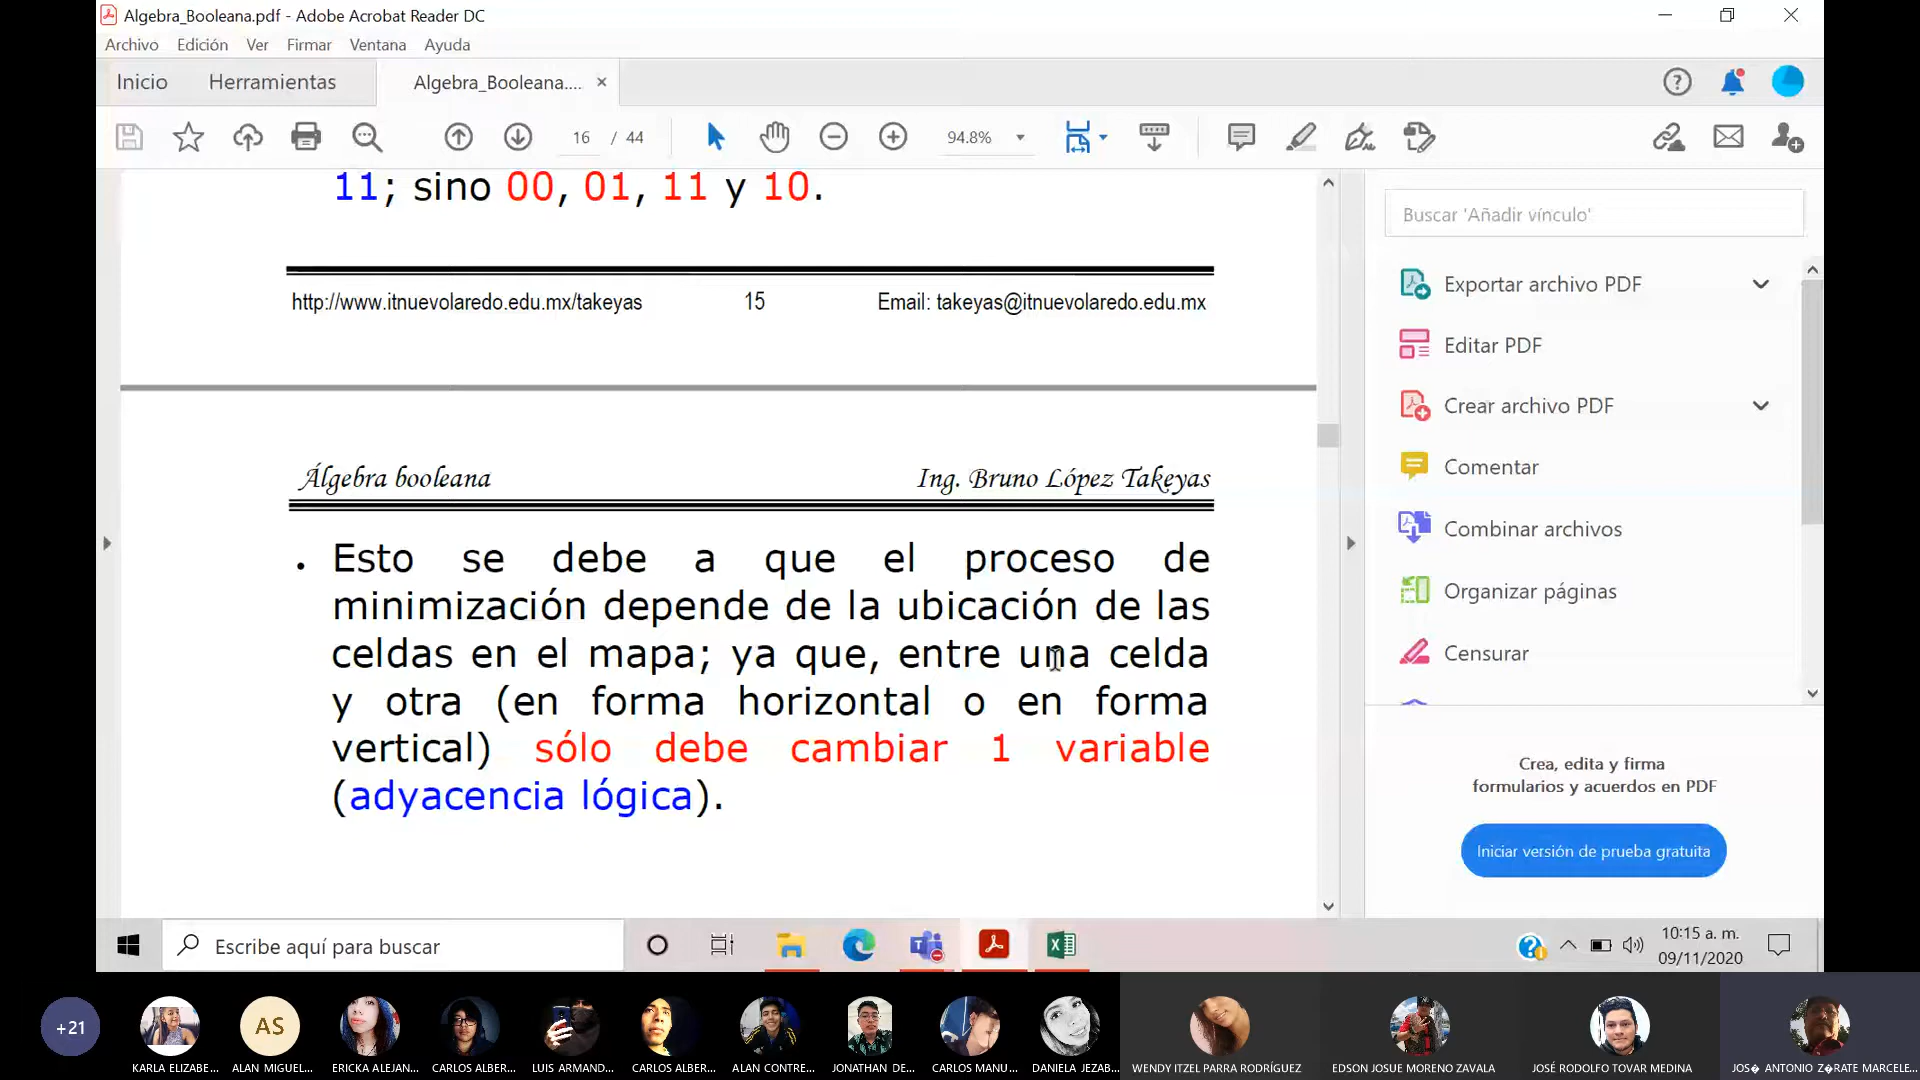 Algebra_Booleana.pdf - Adobe Acrobat Reader DC
Archivo Edición Ver Firmar Ventana Ayuda
Inicio Herramientas Algebra_Booleana....
16 / 44 94.8%
11; sino 00, 01, 11 y 10.
http://www.itnuevolaredo.edu.mx/takeyas 15 Email: takeyas@itnuevolaredo.edu.mx
Álgebra booleana Ing. Bruno López Takeyas
• Esto se debe a que el proceso de
minimización depende de la ubicación de las
celdas en el mapa; ya que, entre una celda
y otra (en forma horizontal o en forma
vertical) sólo debe cambiar 1 variable
(adyacencia lógica).
Buscar 'Añadir vínculo'
Exportar archivo PDF
Editar PDF
Crear archivo PDF
Comentar
Combinar archivos
Organizar páginas
Censurar
Crea, edita y firma
formularios y acuerdos en PDF
Iniciar versión de prueba gratuita
Escribe aquí para buscar
10:15 a. m.
09/11/2020
+21
AS
KARLA ELIZABE... ALAN MIGUEL... ERICKA ALEJAN... CARLOS ALBER... LUIS ARMAND... CARLOS ALBER... ALAN CONTRE... JONATHAN DE... CARLOS MANU... DANIELA JEZAB... WENDY ITZEL PARRA RODRÍGUEZ EDSON JOSUE MORENO ZAVALA JOSÉ RODOLFO TOVAR MEDINA JOS� ANTONIO Z�RATE MARCELE...